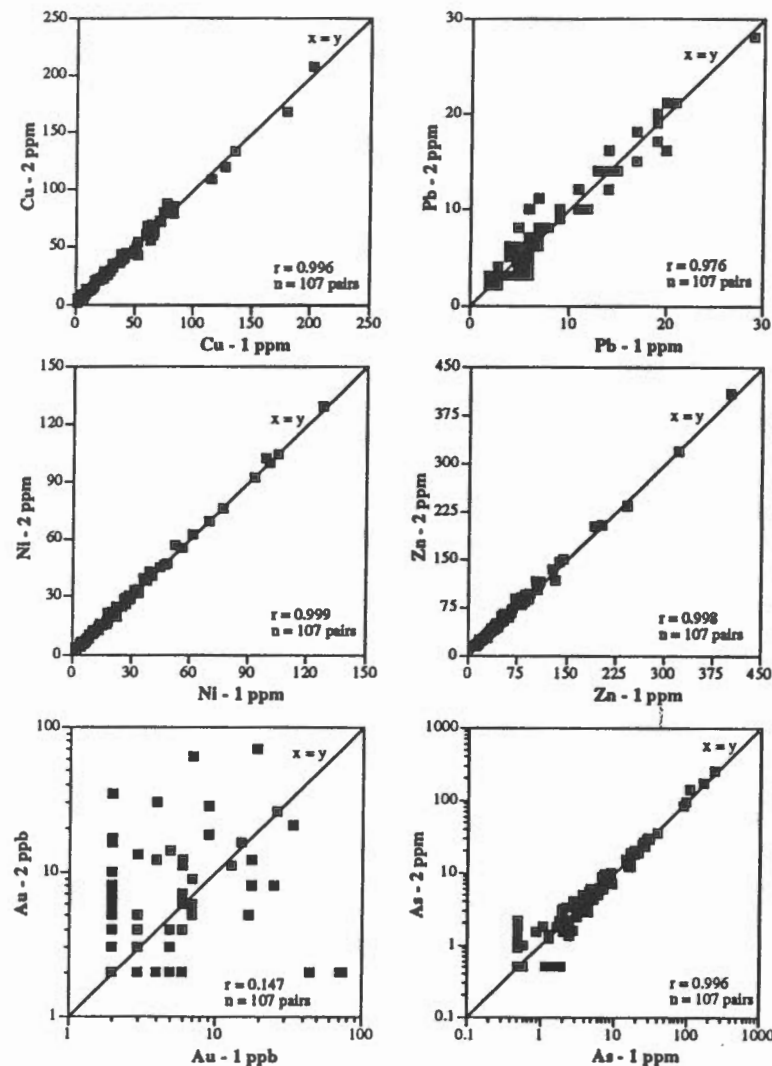 250
200
150
100
50
0
Cu - 2 ppm
x = y
r = 0.996
n = 107 pairs
0 50 100 150 200 250
Cu - 1 ppm
30
20
10
0
Pb - 2 ppm
x = y
r = 0.976
n = 107 pairs
0 10 20 30
Pb - 1 ppm
150
120
90
60
30
0
Ni - 2 ppm
x = y
r = 0.999
n = 107 pairs
0 30 60 90 120 150
Ni - 1 ppm
450
375
300
225
150
75
0
Zn - 2 ppm
x = y
r = 0.998
n = 107 pairs
0 75 150 225 300 375 450
Zn - 1 ppm
100
10
1
Au - 2 ppb
x = y
r = 0.147
n = 107 pairs
1 10 100
Au - 1 ppb
1000
100
10
1
0.1
As - 2 ppm
x = y
r = 0.996
n = 107 pairs
0.1 1 10 100 1000
As - 1 ppm